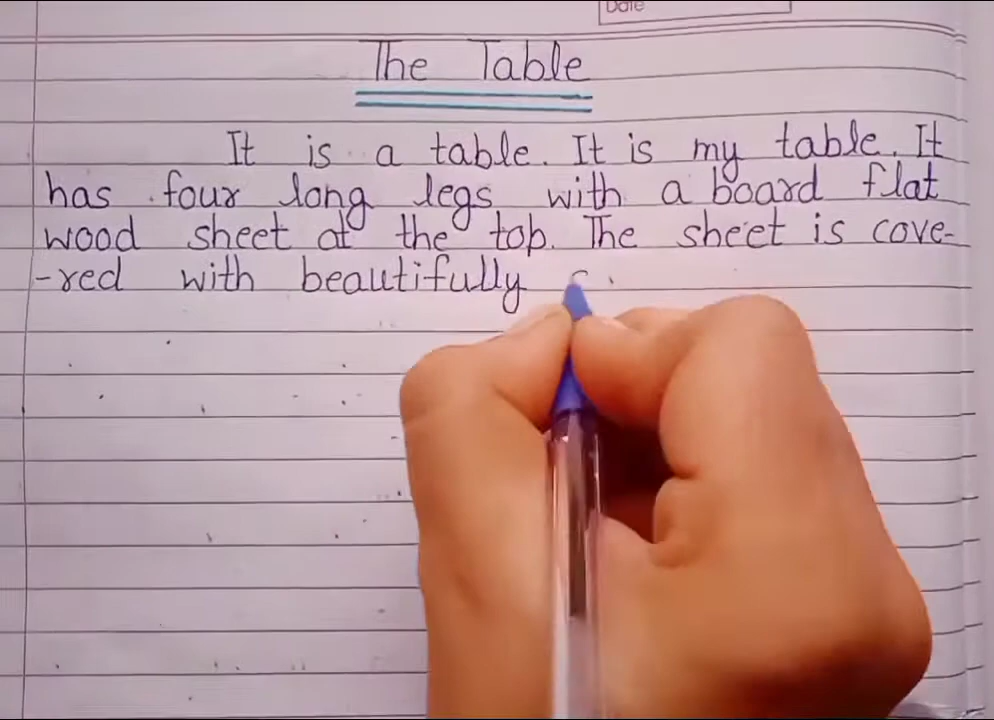 Date
The Table
It is a table. It is my table. It
has four long legs with a board flat
wood sheet at the top. The sheet is cove-
-red with beautifully